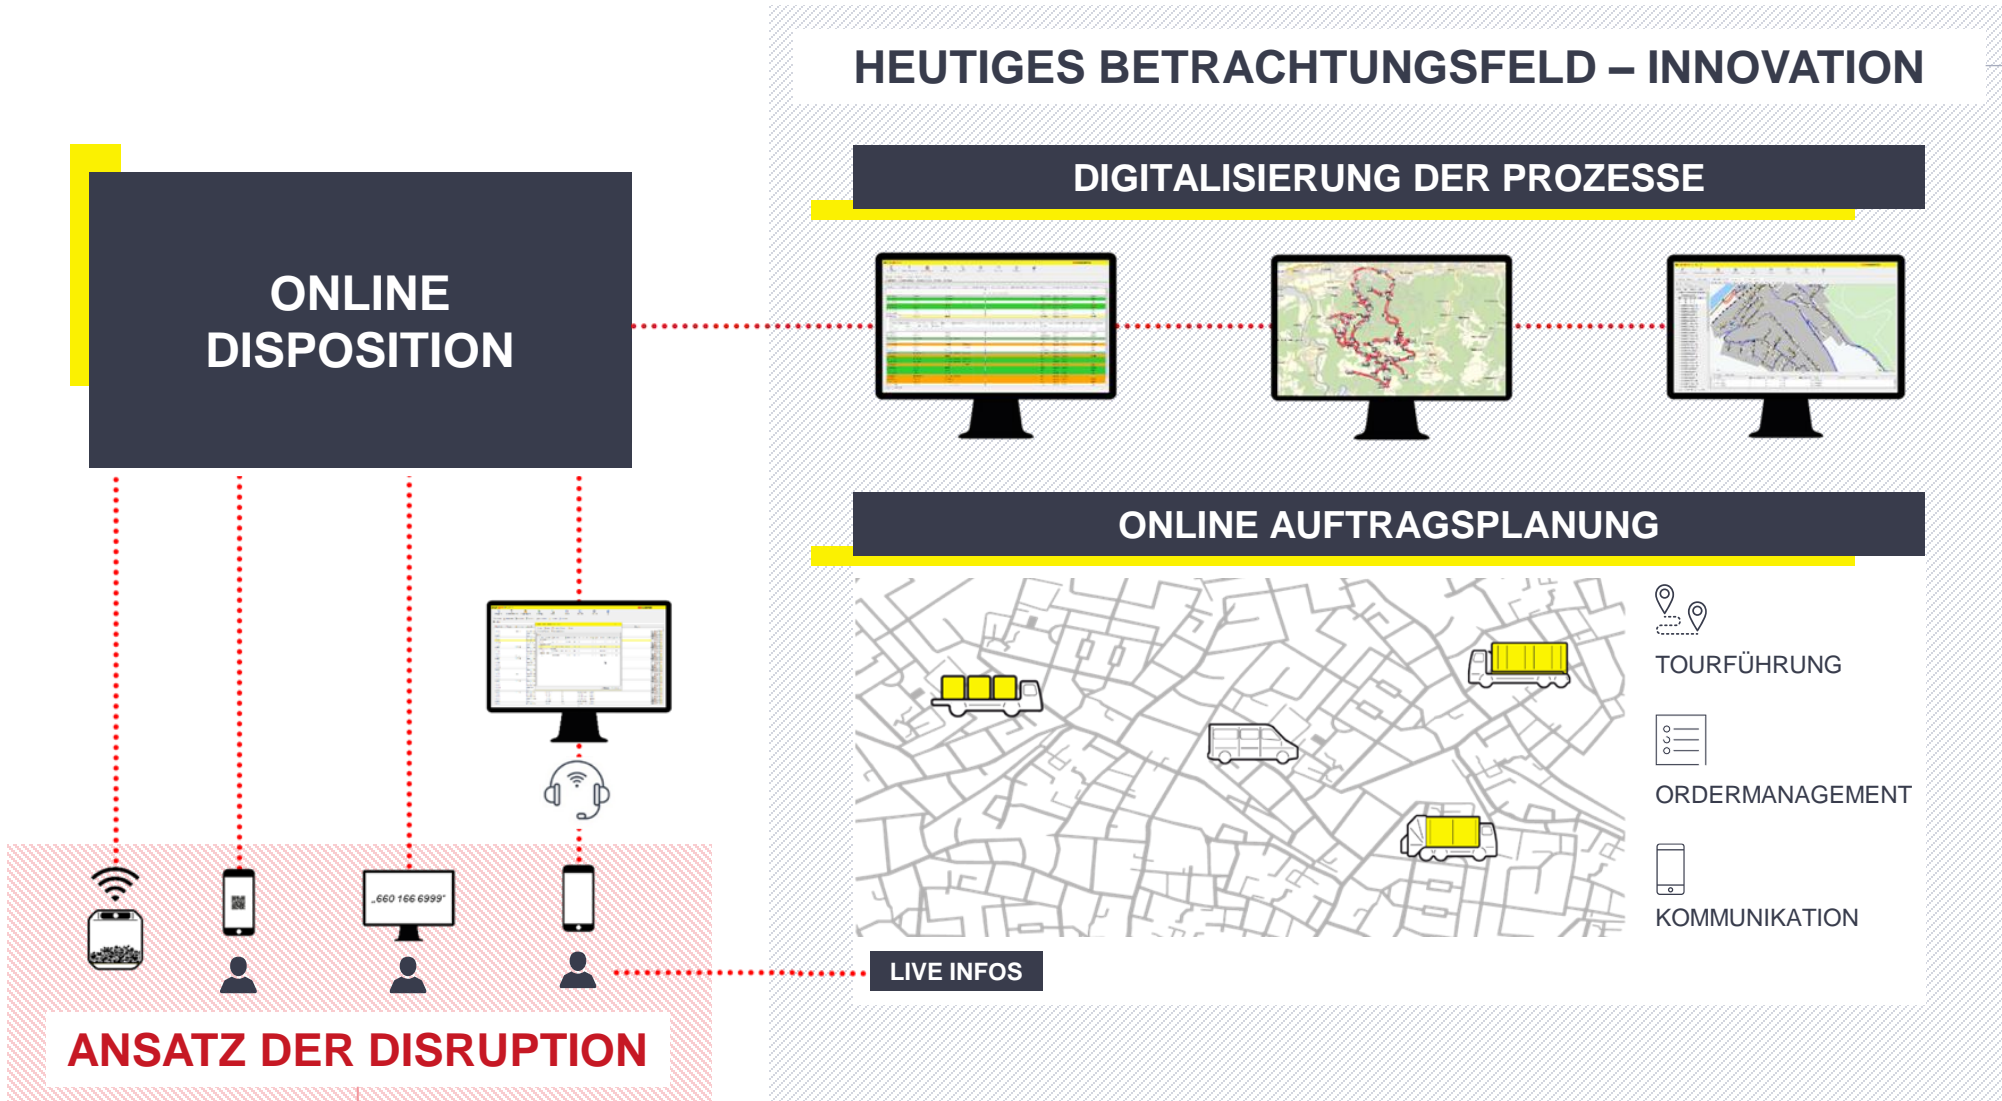 HEUTIGES BETRACHTUNGSFELD – INNOVATION
DIGITALISIERUNG DER PROZESSE
ONLINE
DISPOSITION
ONLINE AUFTRAGSPLANUNG
TOURFÜHRUNG
ORDERMANAGEMENT
KOMMUNIKATION
„660 166 6999“
LIVE INFOS
ANSATZ DER DISRUPTION